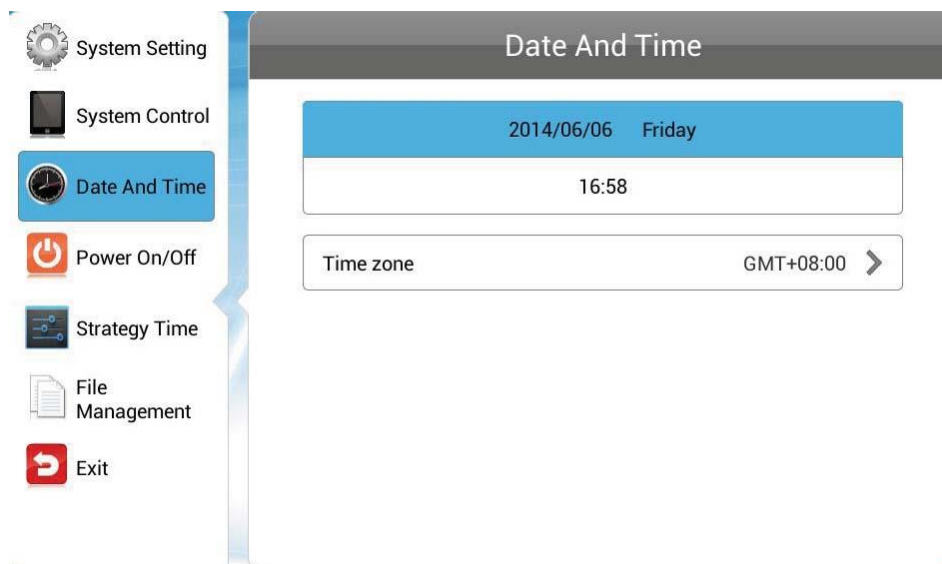 System Setting
System Control
Date And Time
Power On/Off
Strategy Time
File
Management
Exit
Date And Time
2014/06/06 Friday
16:58
Time zone GMT+08:00